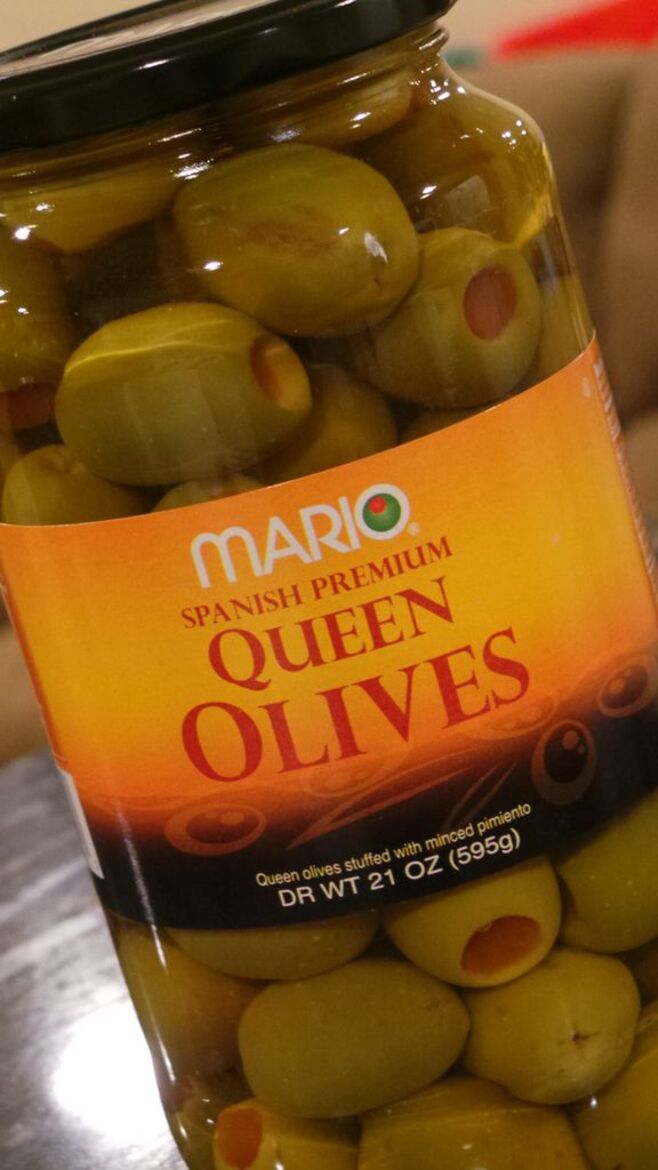 MARIO®
SPANISH PREMIUM
QUEEN
OLIVES
Queen olives stuffed with minced pimiento
DR WT 21 OZ (595g)